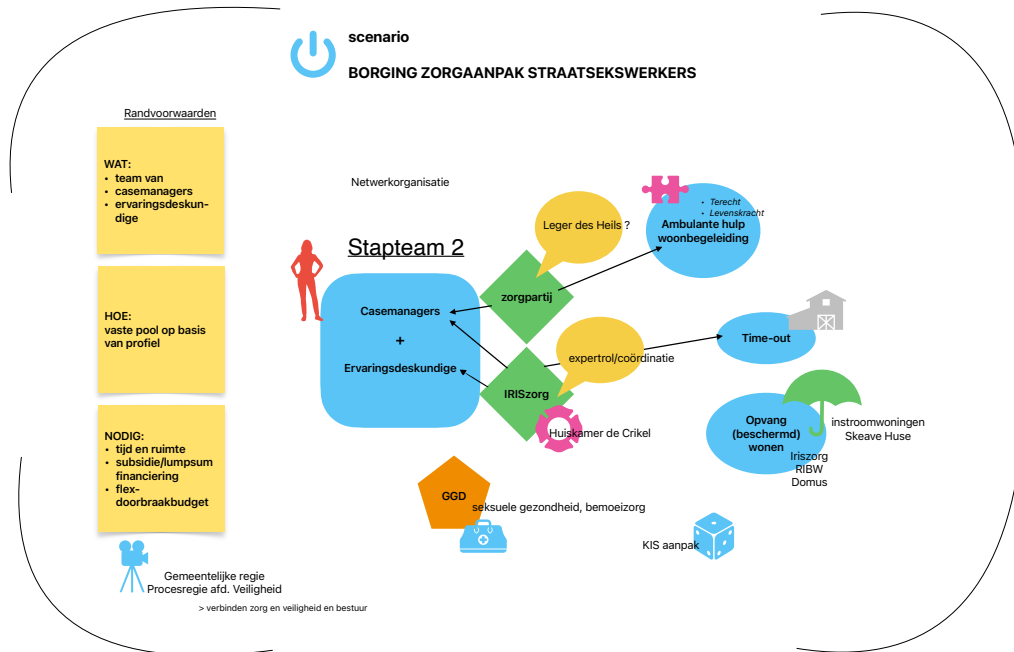 scenario
BORGING ZORGAANPAK STRAATSEKSWERKERS
Randvoorwaarden
WAT:
• team van
• casemanagers
• ervaringsdeskun-
dige
HOE:
vaste pool op basis
van profiel
NODIG:
• tijd en ruimte
• subsidie/lumpsum
financiering
• flex-
doorbraakbudget
Gemeentelijke regie
Procesregie afd. Veiligheid
> verbinden zorg en veiligheid en bestuur
Netwerkorganisatie
Stapteam 2
Casemanagers
+
Ervaringsdeskundige
Leger des Heils ?
zorgpartij
expertrol/coördinatie
IRISzorg
Huiskamer de Crikel
GGD
seksuele gezondheid, bemoeizorg
• Terecht
• Levenskracht
Ambulante hulp
woonbegeleiding
Time-out
Opvang
(beschermd)
wonen
instroomwoningen
Skeave Huse
Iriszorg
RIBW
Domus
KIS aanpak